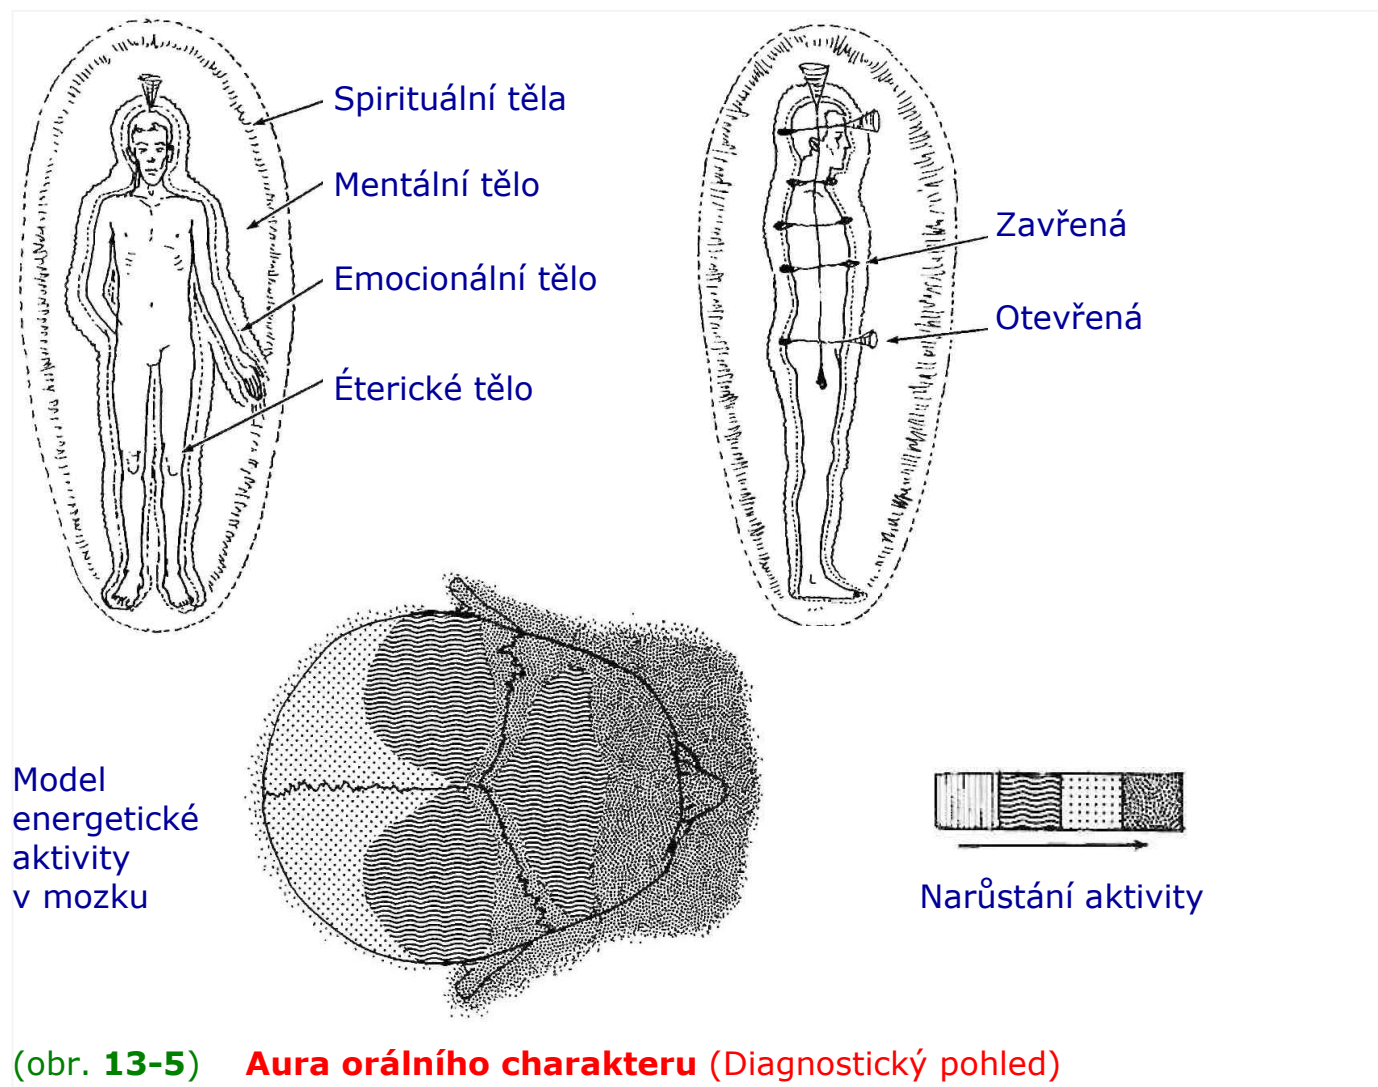 Spirituální těla
Mentální tělo
Emocionální tělo
Éterické tělo
Zavřená
Otevřená
Model
energetické
aktivity
v mozku
Narůstání aktivity
(obr. 13-5) Aura orálního charakteru (Diagnostický pohled)